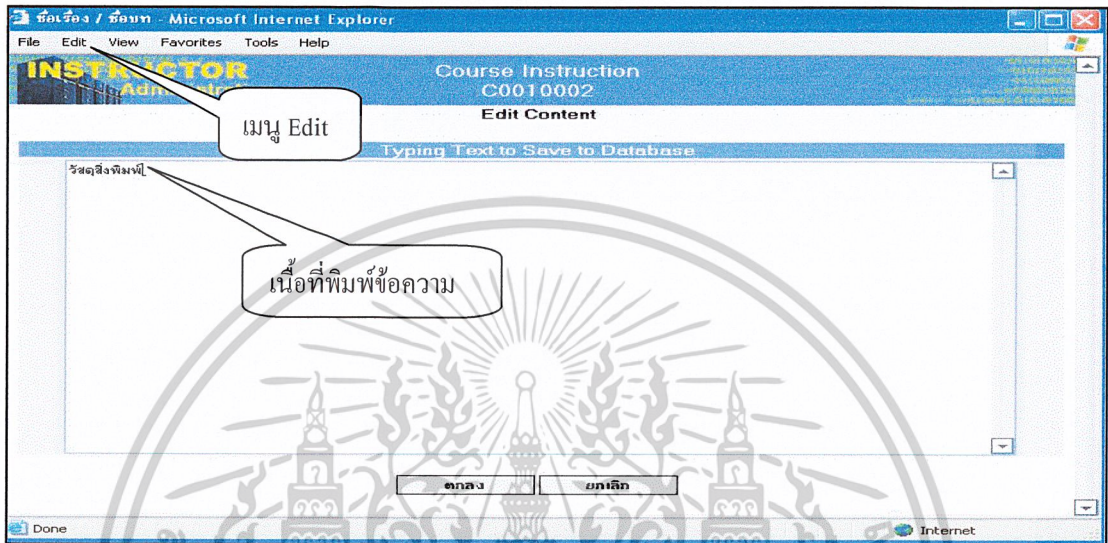 ชื่อเรื่อง / ชื่อบท - Microsoft Internet Explorer
File Edit View Favorites Tools Help
INSTRUCTOR
Course Instruction
C0010002
Edit Content
เมนู Edit
Typing Text to Save to Database
วัสดุสิ่งพิมพ์
เนื้อที่พิมพ์ข้อความ
ตกลง ยกเลิก
Done Internet